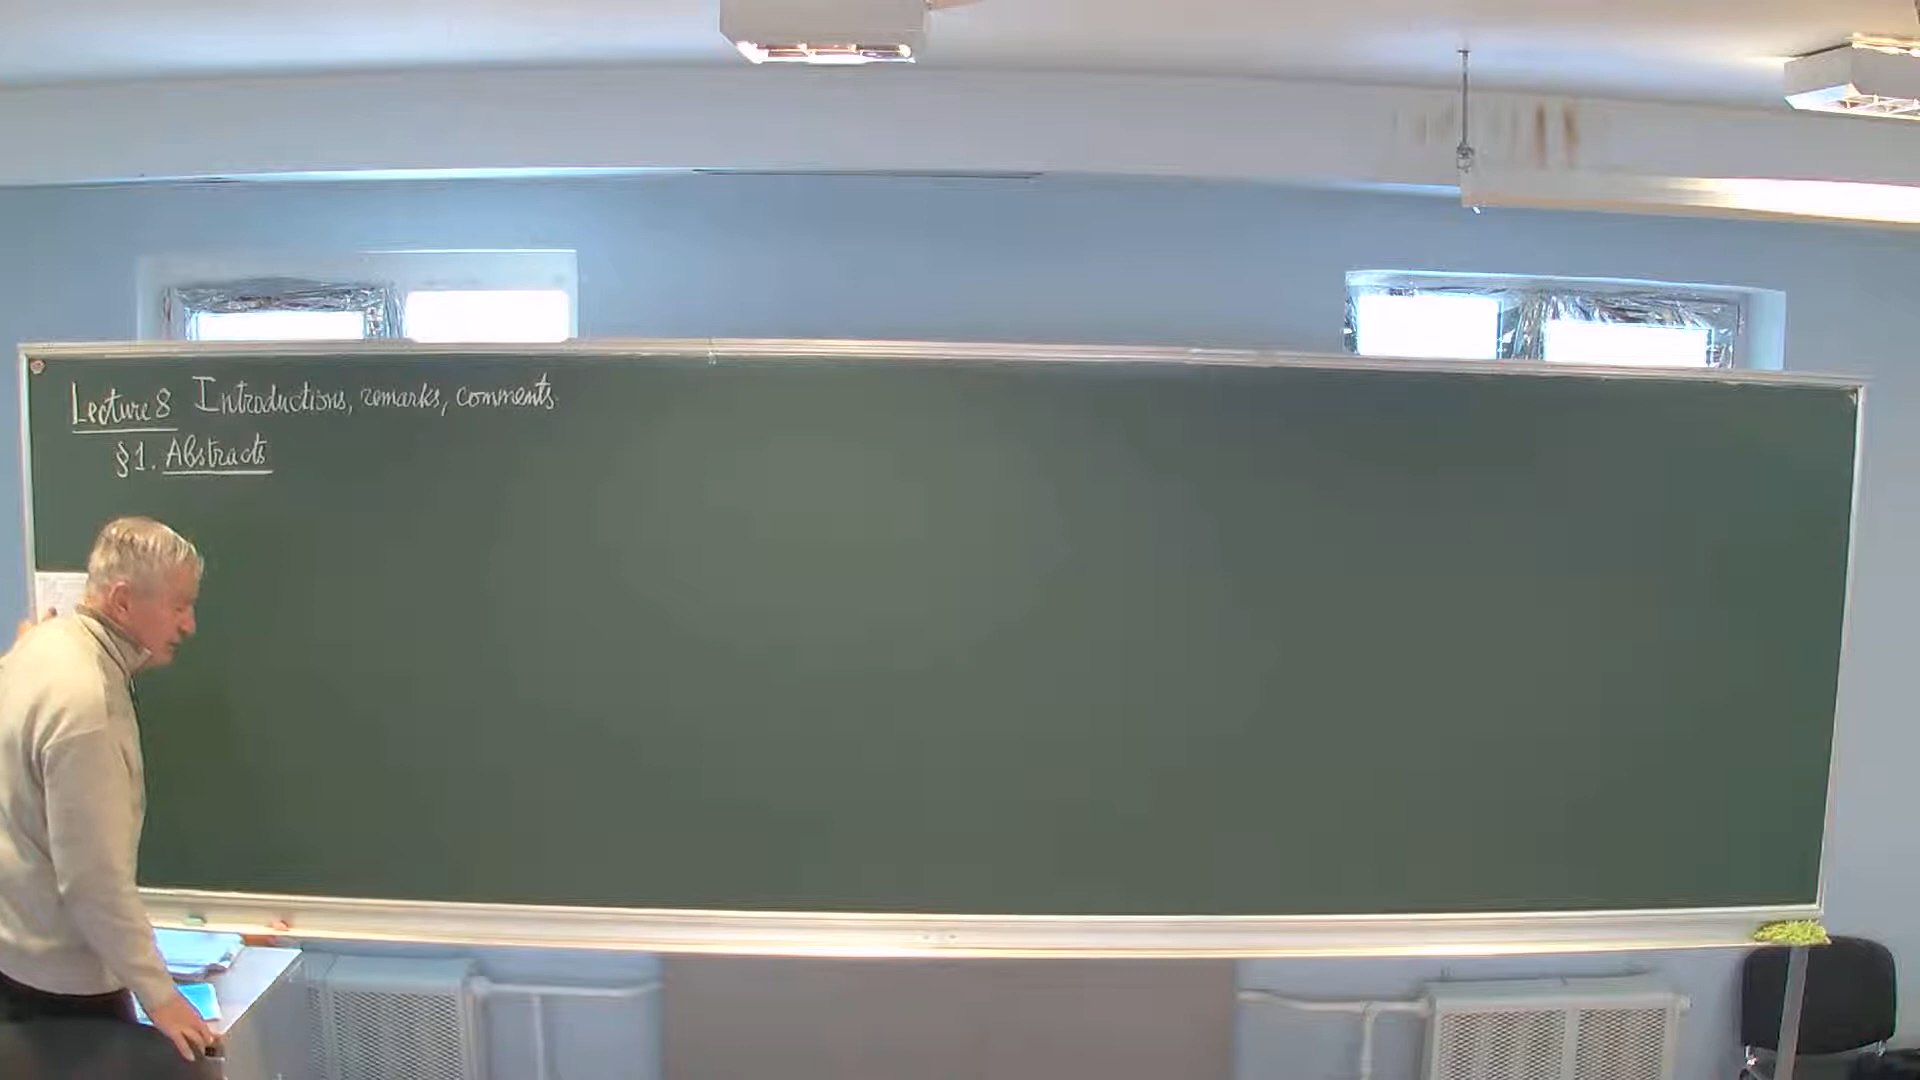 Lecture 8 Introductions, remarks, comments.
§1. Abstracts